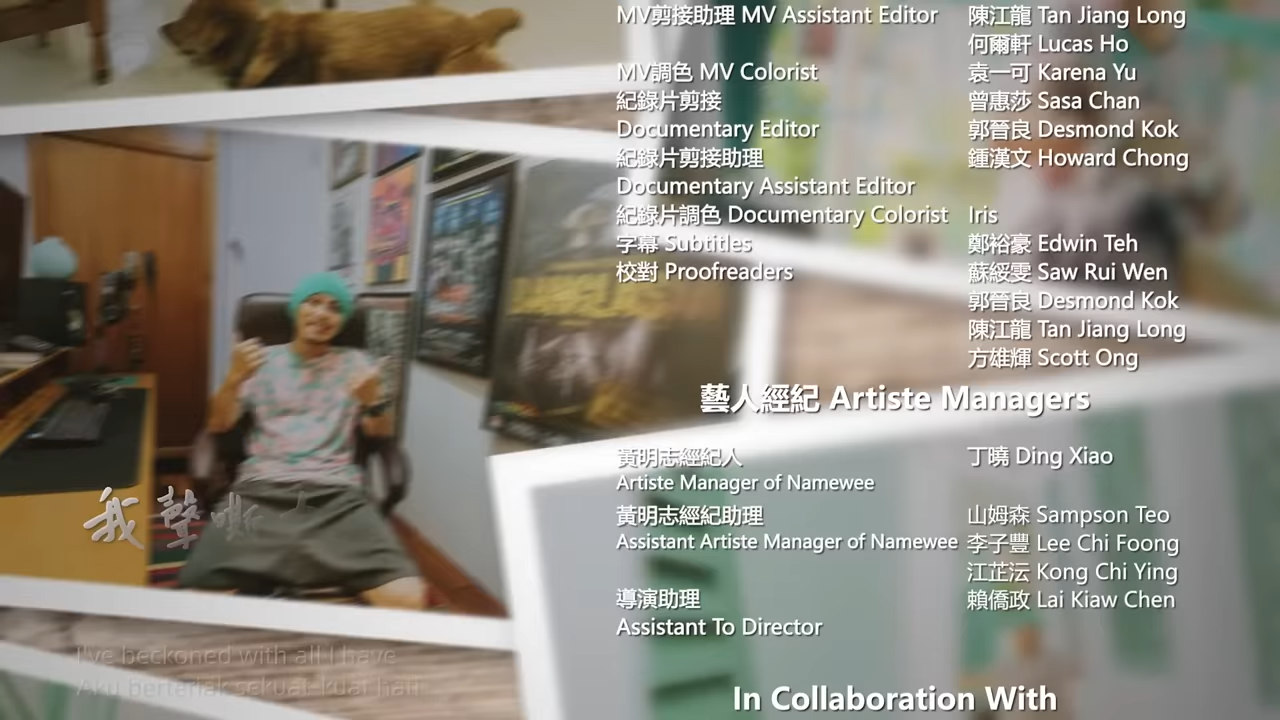 MV剪接助理 MV Assistant Editor 陳江龍 Tan Jiang Long
何爾軒 Lucas Ho
MV調色 MV Colorist 袁一可 Karena Yu
紀錄片剪接 曾惠莎 Sasa Chan
Documentary Editor 郭晉良 Desmond Kok
紀錄片剪接助理 鍾漢文 Howard Chong
Documentary Assistant Editor
紀錄片調色 Documentary Colorist Iris
字幕 Subtitles 鄭裕豪 Edwin Teh
校對 Proofreaders 蘇綏雯 Saw Rui Wen
郭晉良 Desmond Kok
陳江龍 Tan Jiang Long
方雄輝 Scott Ong
藝人經紀 Artiste Managers
黃明志經紀人 丁曉 Ding Xiao
Artiste Manager of Namewee
黃明志經紀助理 山姆森 Sampson Teo
Assistant Artiste Manager of Namewee 李子豐 Lee Chi Foong
江芷沄 Kong Chi Ying
導演助理 賴僑政 Lai Kiaw Chen
Assistant To Director
In Collaboration With
我聲嘶
I've beckoned with all I have
Aku berteriak sekuat-kuat hati